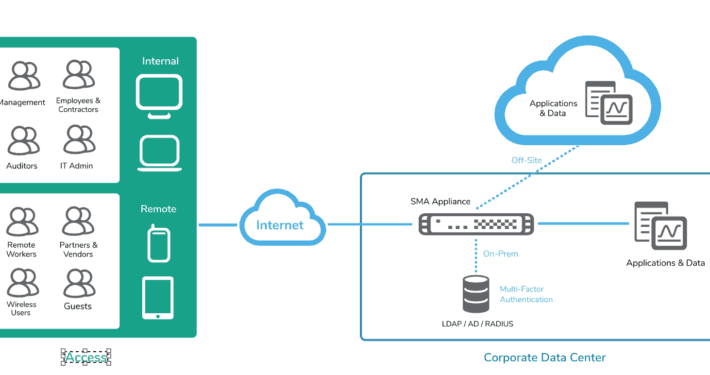 Internal
Management
Employees &
Contractors
Auditors
IT Admin
Remote
Remote
Workers
Partners &
Vendors
Wireless
Users
Guests
Access
Internet
Applications
& Data
Off-Site
SMA Appliance
On-Prem
Multi-Factor
Authentication
LDAP / AD / RADIUS
Applications & Data
Corporate Data Center